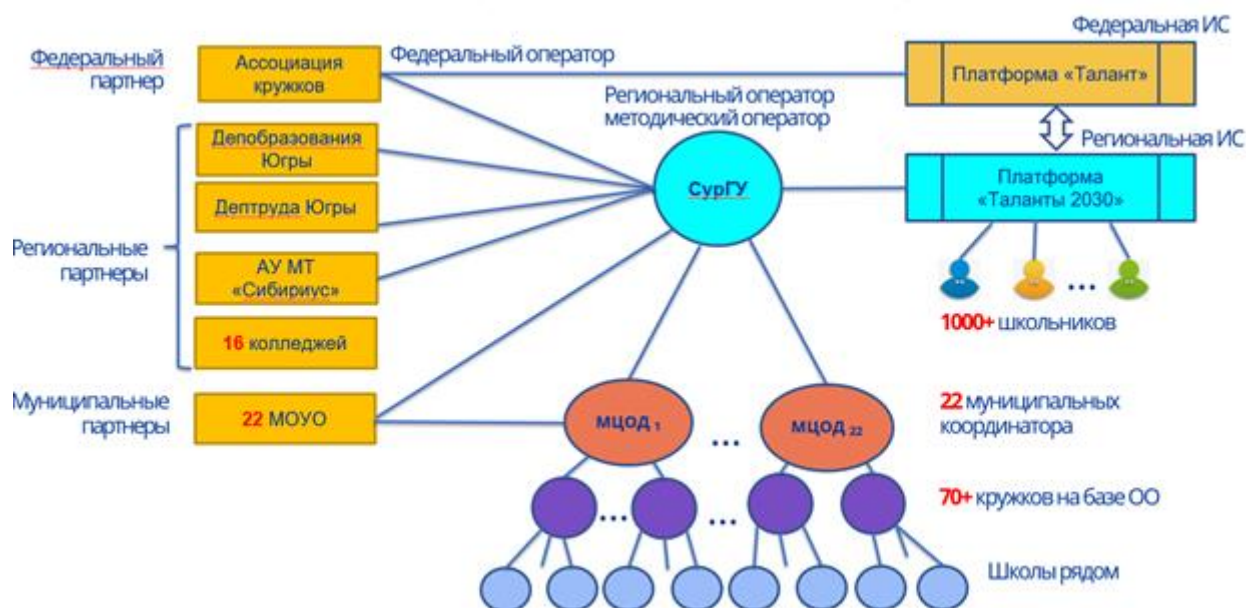 Федеральный
партнер
Ассоциация
кружков
Федеральный оператор
Федеральная ИС
Платформа «Талант»
Региональный оператор
методический оператор
Региональная ИС
Региональные
партнеры
Депобразования
Югры
Дептруда Югры
АУ МТ
«Сибириус»
16 колледжей
СурГУ
Платформа
«Таланты 2030»
...
1000+ школьников
Муниципальные
партнеры
22 МОУО
МЦОД 1
...
МЦОД 22
22 муниципальных
координатора
...
...
70+ кружков на базе ОО
Школы рядом